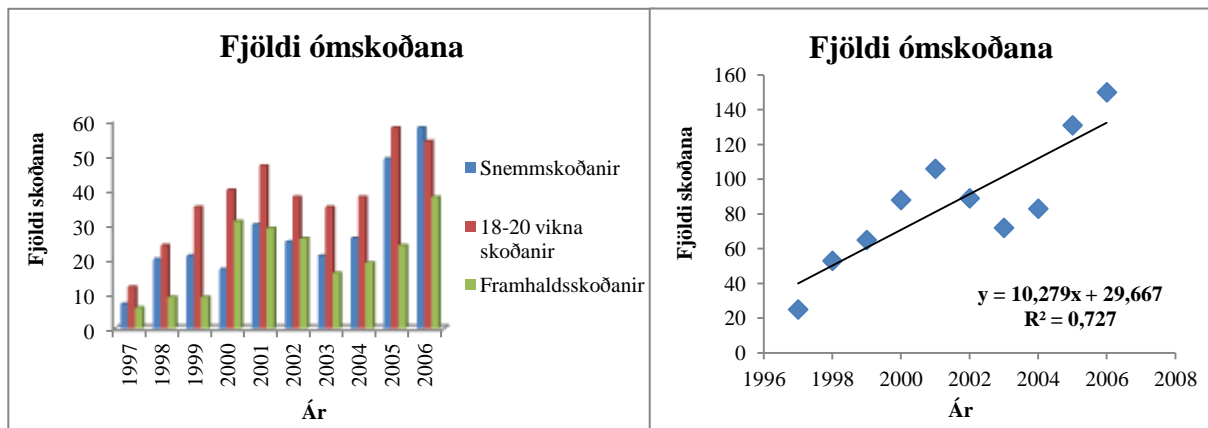 Fjöldi ómskoðana
Fjöldi skoðana
60
50
40
30
20
10
0
1997
1998
1999
2000
2001
2002
2003
2004
2005
2006
Ár
Snemmskoðanir
18-20 vikna
skoðanir
Framhaldsskoðanir
Fjöldi ómskoðana
Fjöldi skoðana
160
140
120
100
80
60
40
20
0
1996
1998
2000
2002
2004
2006
2008
Ár
y = 10,279x + 29,667
R² = 0,727